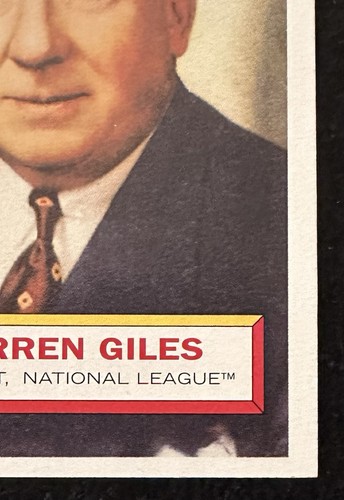 RREN GILES
T, NATIONAL LEAGUE™